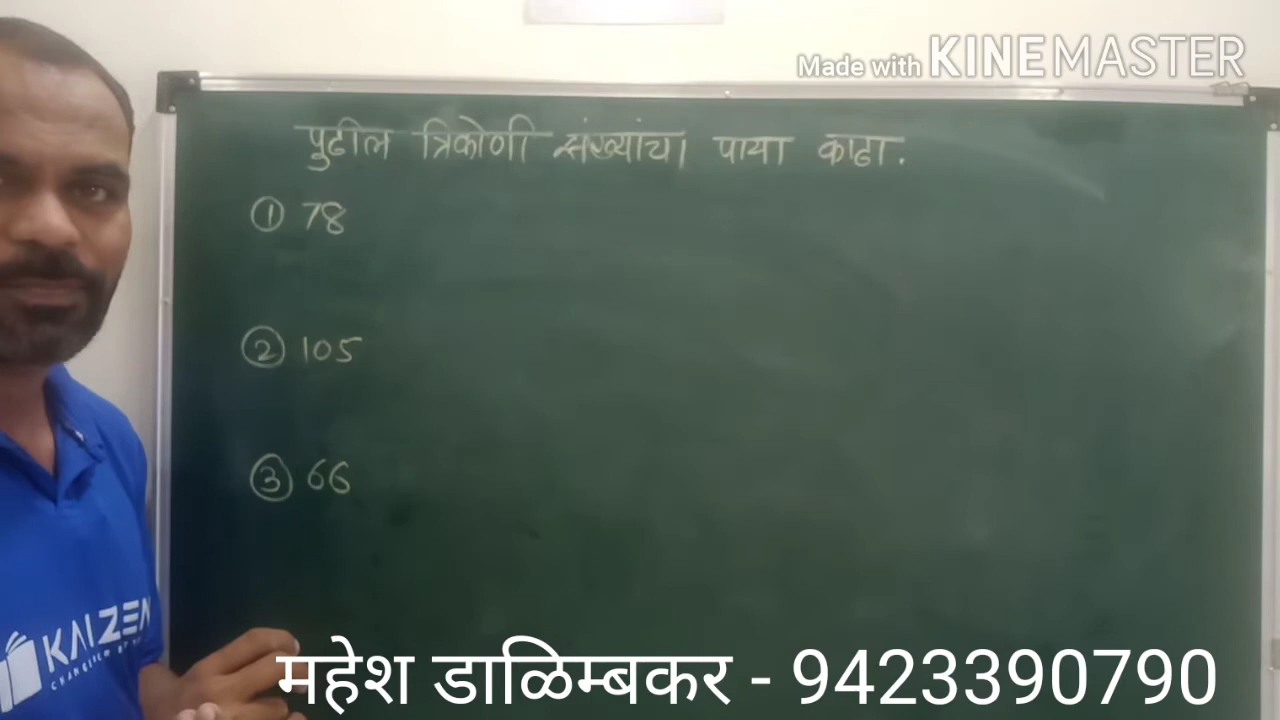 Made with KINEMASTER
पुढील त्रिकोणी संख्यांचा पाया काढा.
① 78
② 105
③ 66
KAIZEN
महेश डाळिम्बकर - 9423390790